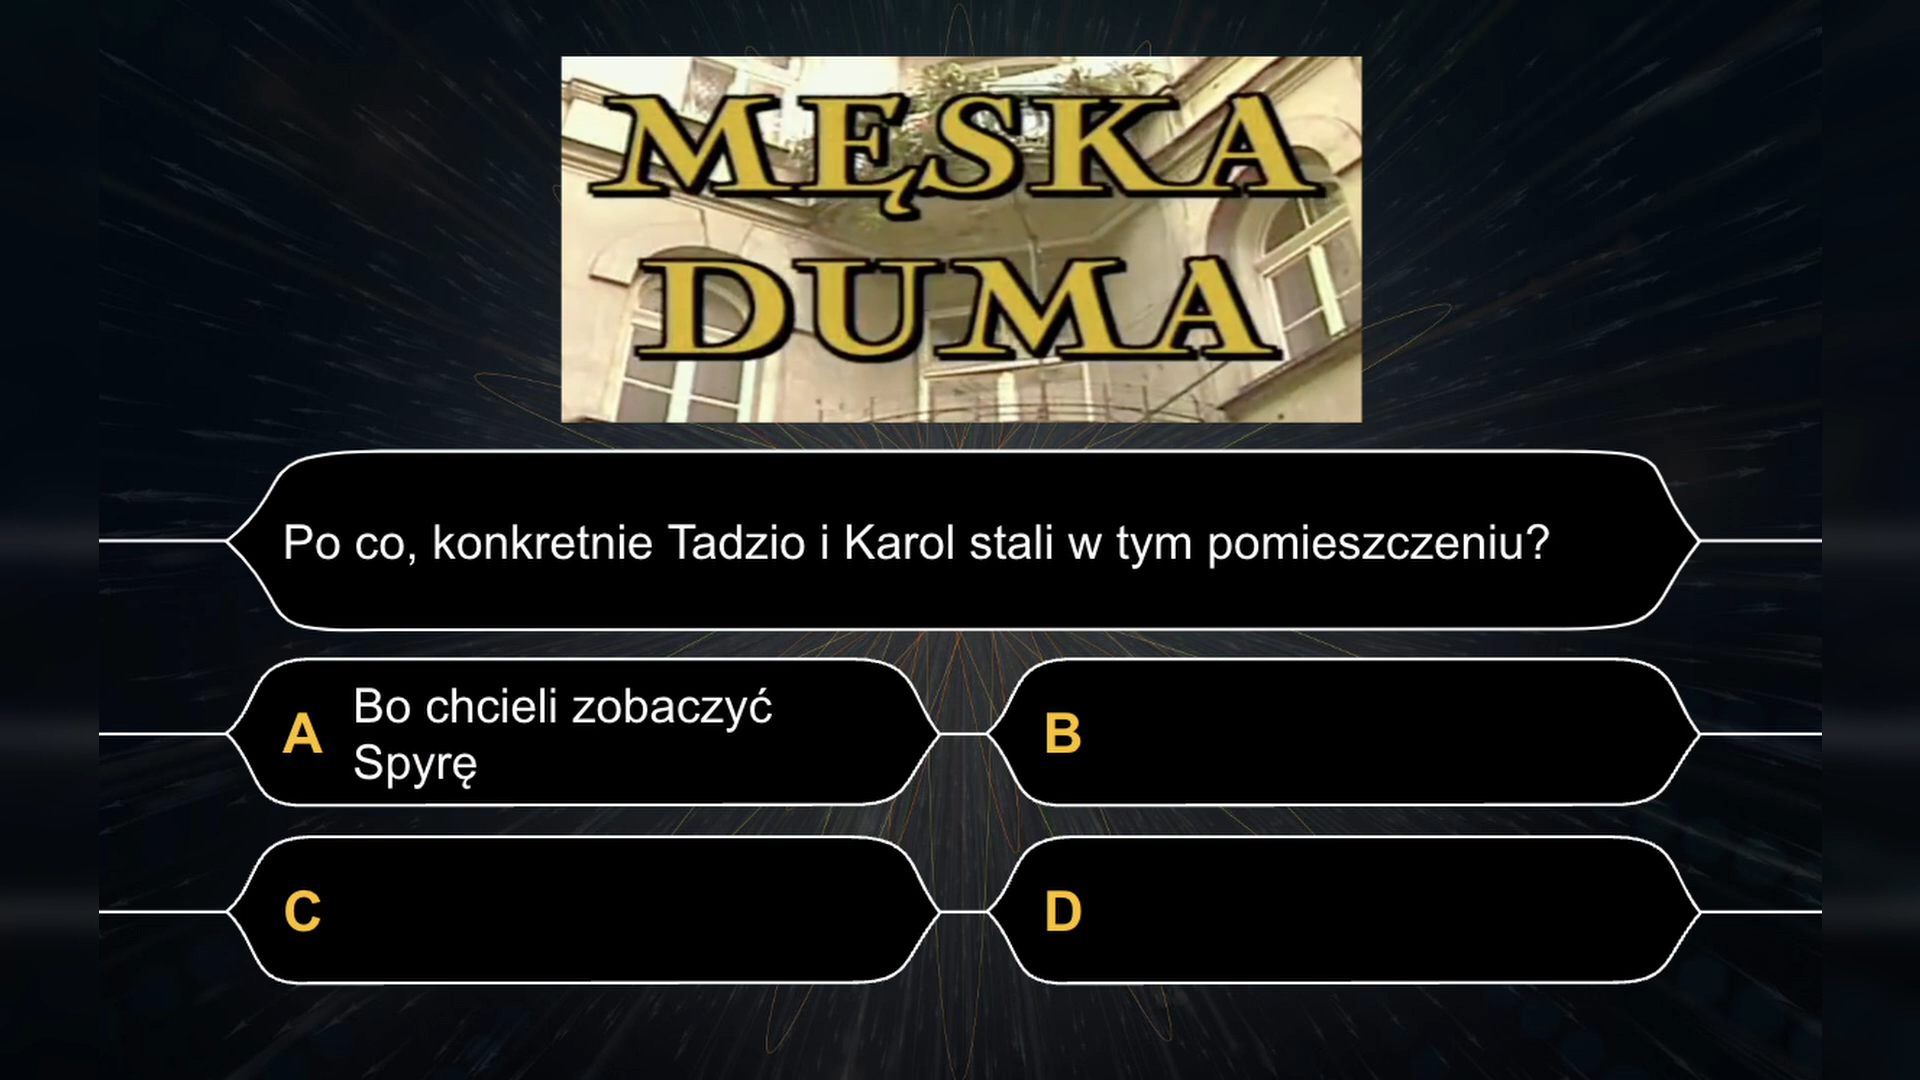 MĘSKA
DUMA
Po co, konkretnie Tadzio i Karol stali w tym pomieszczeniu?
A Bo chcieli zobaczyć
Spyrę
B
C
D